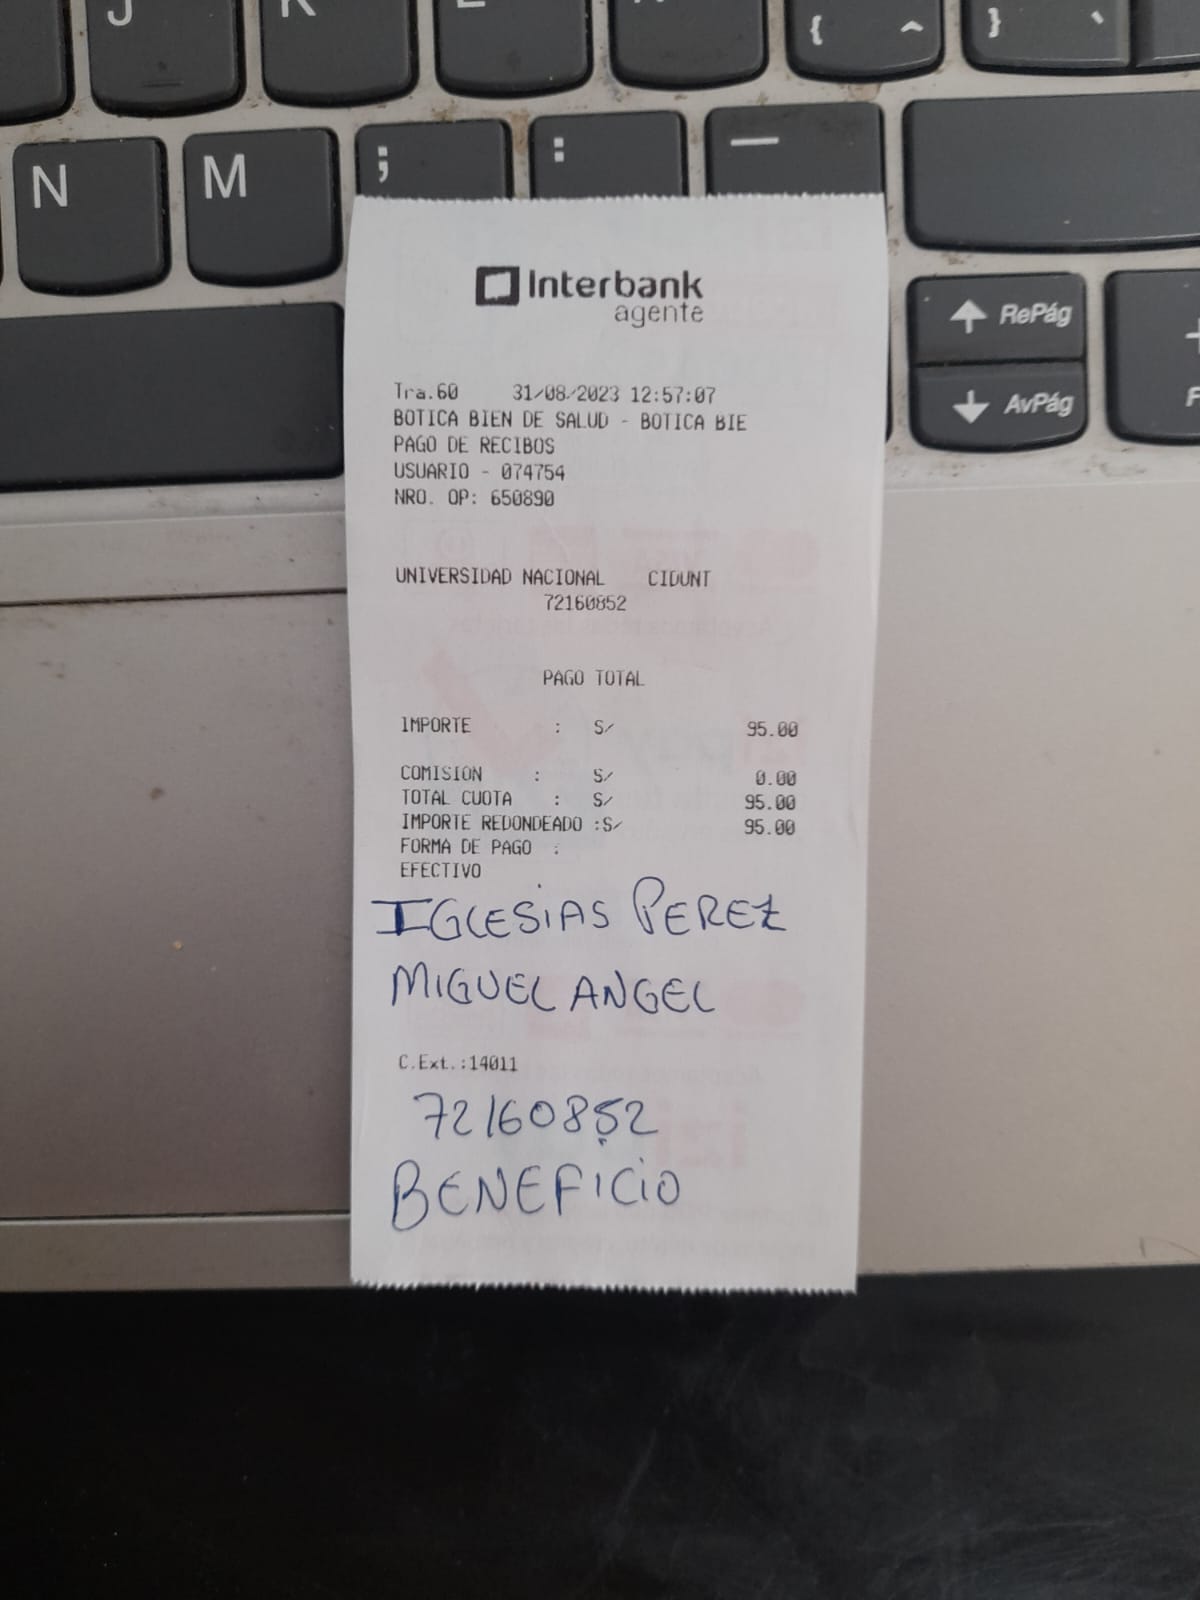 J K
{ ^ } `
N M ; : _
RePág
AvPág
Interbank
agente
Tra.60 31/08/2023 12:57:07
BOTICA BIEN DE SALUD - BOTICA BIE
PAGO DE RECIBOS
USUARIO - 074754
NRO. OP: 650890
UNIVERSIDAD NACIONAL CIDUNT
72160852
PAGO TOTAL
IMPORTE : S/ 95.00
COMISION : S/ 0.00
TOTAL CUOTA : S/ 95.00
IMPORTE REDONDEADO :S/ 95.00
FORMA DE PAGO :
EFECTIVO
IGLESIAS PEREZ
MIGUEL ANGEL
C.Ext.:14011
72160852
BENEFICIO